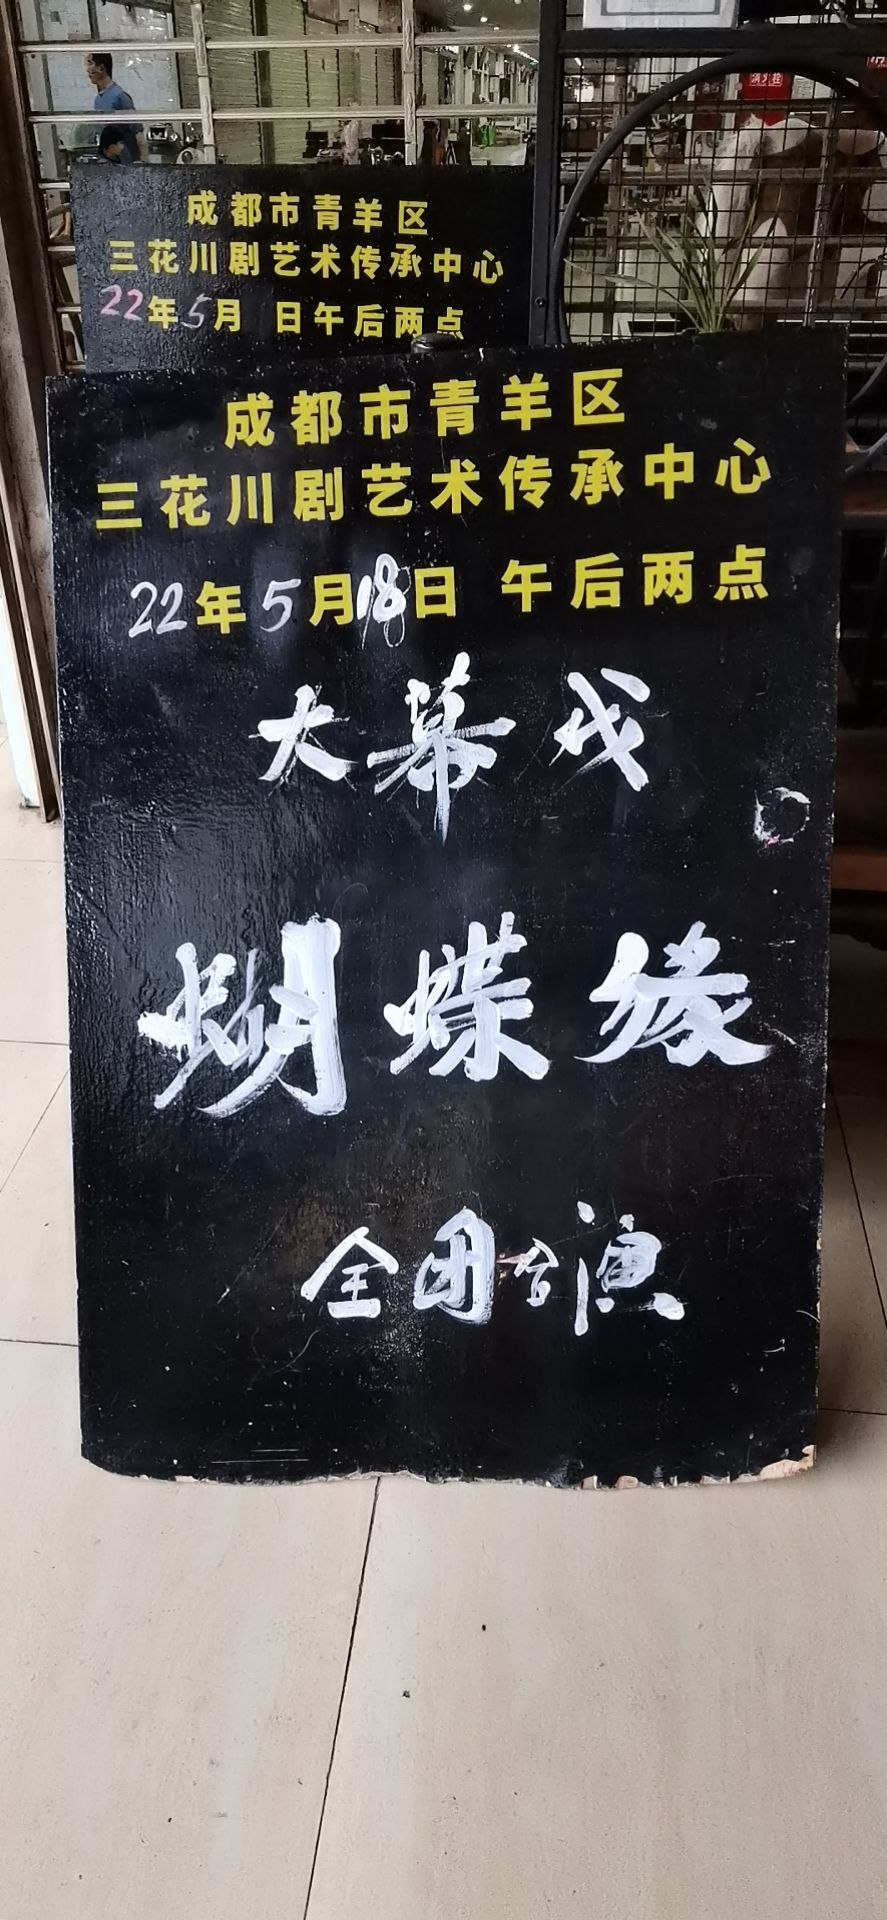 成都市青羊区
三花川剧艺术传承中心
22年5月 日午后两点
成都市青羊区
三花川剧艺术传承中心
22年5月18日 午后两点
大幕戏
蝴蝶缘
全团合演